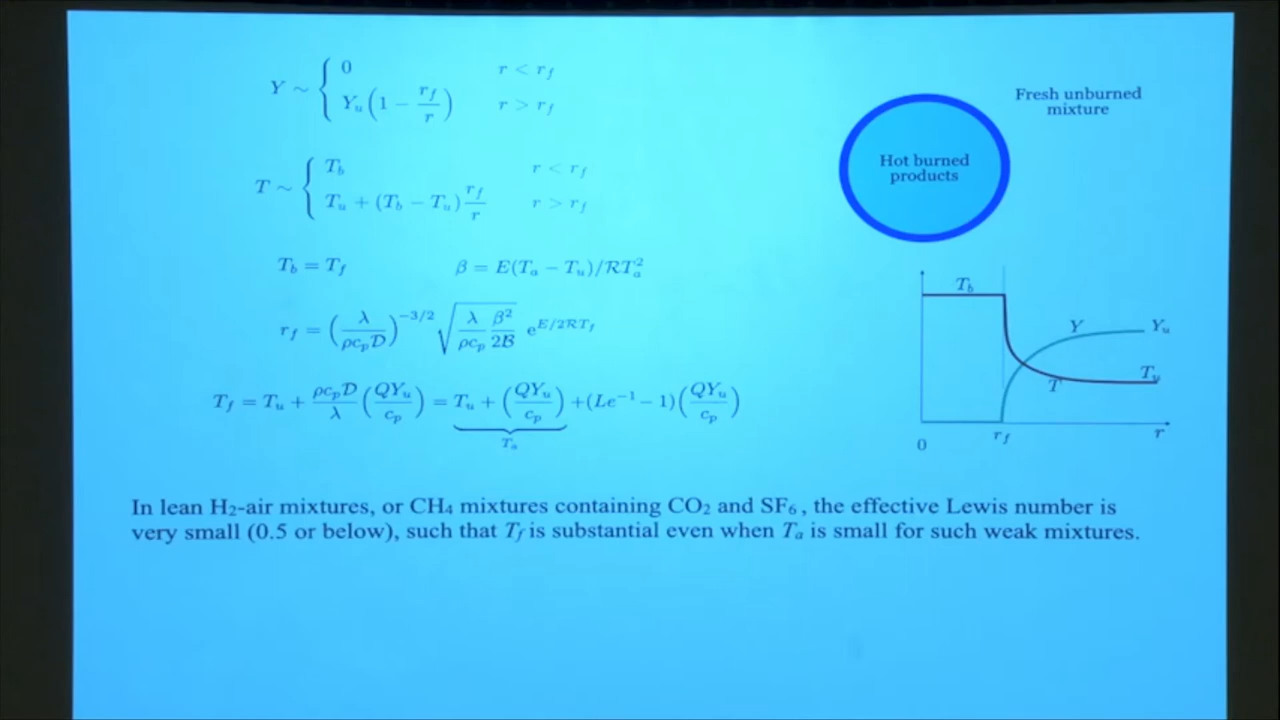 Y ∼ { 0 r < r_f
Y_u (1 − r_f/r) r > r_f
T ∼ { T_b r < r_f
T_u + (T_b − T_u) r_f/r r > r_f
T_b = T_f β = E(T_a − T_u)/RT_a^2
r_f = (λ/(ρc_pD))^{−3/2} √(λ/(ρc_p) β^2/(2B)) e^{E/2RT_f}
T_f = T_u + (ρc_pD/λ)(QY_u/c_p) = T_u + (QY_u/c_p) + (Le^{−1} − 1)(QY_u/c_p)
T_a
Fresh unburned
mixture
Hot burned
products
T_b
Y Y_u
T T_u
0 r_f r
In lean H₂-air mixtures, or CH₄ mixtures containing CO₂ and SF₆, the effective Lewis number is
very small (0.5 or below), such that T_f is substantial even when T_a is small for such weak mixtures.